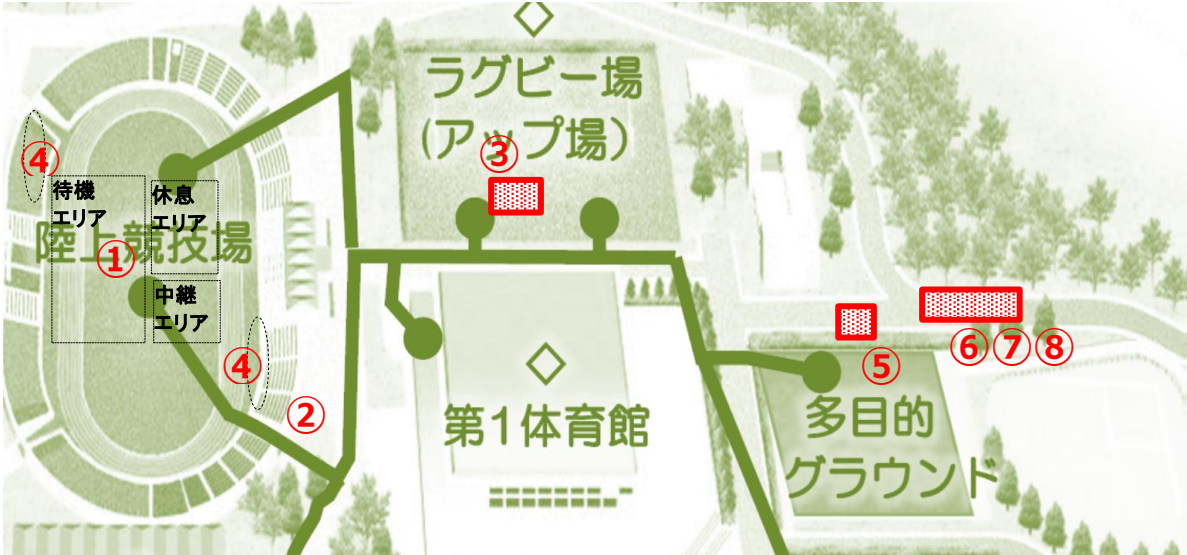 ラグビー場
(アップ場)
③
④
待機
エリア
休息
エリア
陸上競技場
①
中継
エリア
④
②
第1体育館
⑤
⑥⑦⑧
多目的
グラウンド